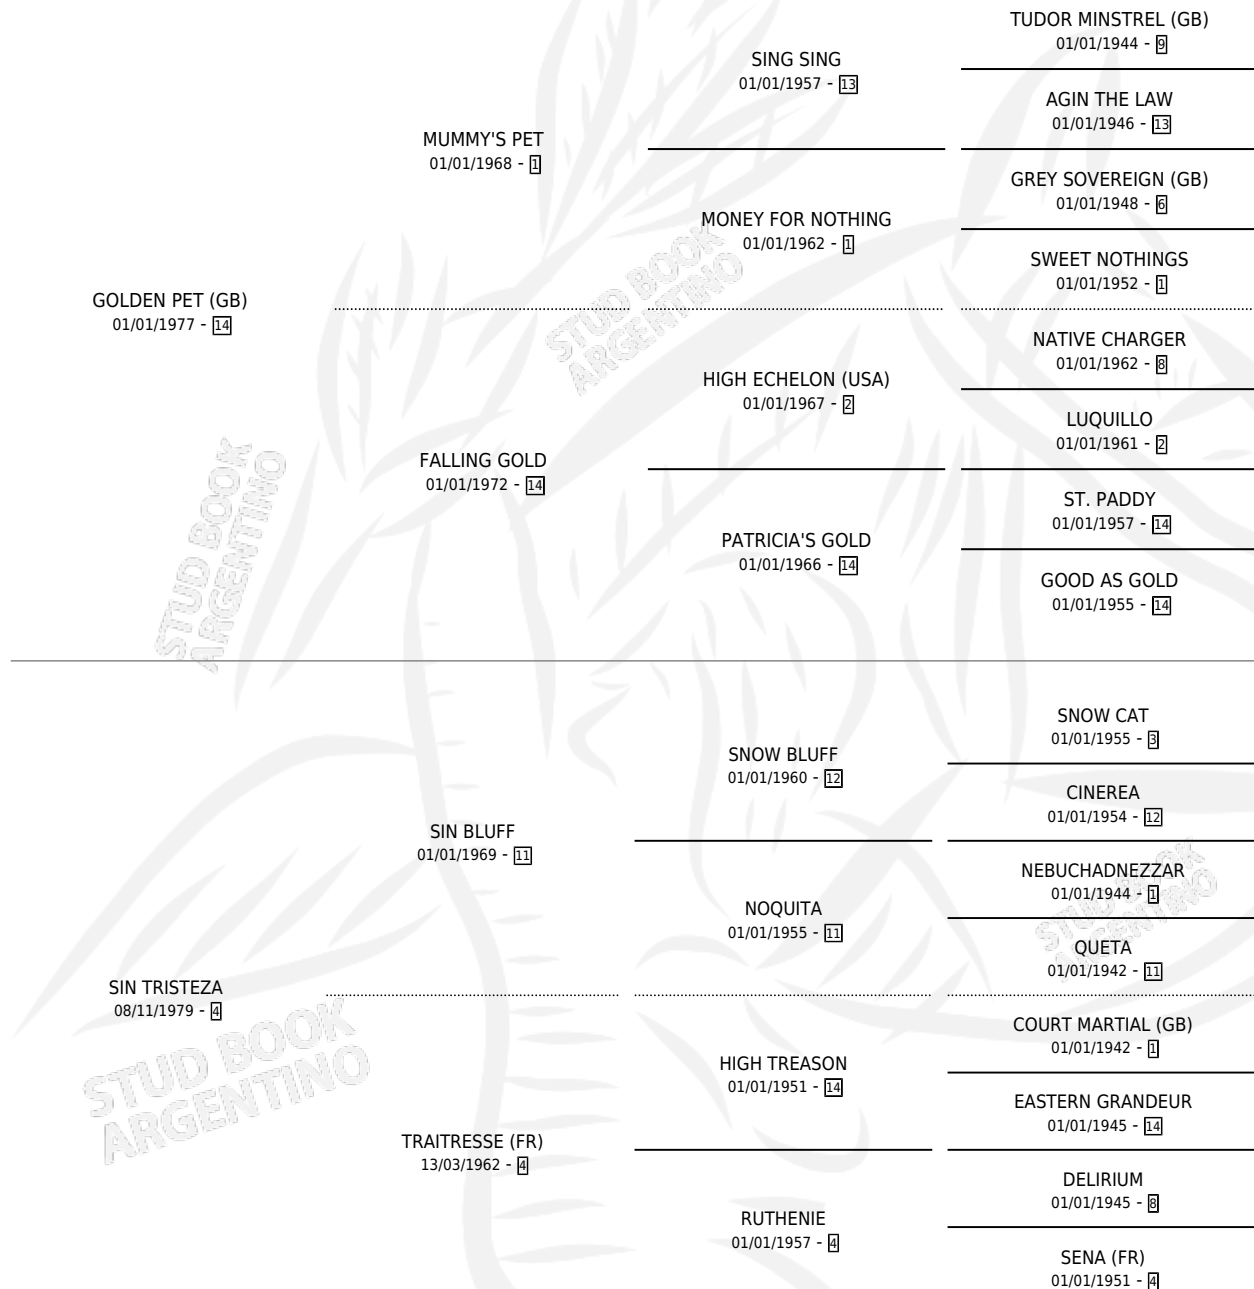 TUDOR MINSTREL (GB)
01/01/1944 - 9
SING SING
01/01/1957 - 13
AGIN THE LAW
01/01/1946 - 13
MUMMY'S PET
01/01/1968 - 1
GREY SOVEREIGN (GB)
01/01/1948 - 6
MONEY FOR NOTHING
01/01/1962 - 1
SWEET NOTHINGS
01/01/1952 - 1
GOLDEN PET (GB)
01/01/1977 - 14
NATIVE CHARGER
01/01/1962 - 8
HIGH ECHELON (USA)
01/01/1967 - 2
LUQUILLO
01/01/1961 - 2
FALLING GOLD
01/01/1972 - 14
ST. PADDY
01/01/1957 - 14
PATRICIA'S GOLD
01/01/1966 - 14
GOOD AS GOLD
01/01/1955 - 14
SNOW CAT
01/01/1955 - 3
SNOW BLUFF
01/01/1960 - 12
CINEREA
01/01/1954 - 12
SIN BLUFF
01/01/1969 - 11
NEBUCHADNEZZAR
01/01/1944 - 1
NOQUITA
01/01/1955 - 11
QUETA
01/01/1942 - 11
SIN TRISTEZA
08/11/1979 - 4
COURT MARTIAL (GB)
01/01/1942 - 1
HIGH TREASON
01/01/1951 - 14
EASTERN GRANDEUR
01/01/1945 - 14
TRAITRESSE (FR)
13/03/1962 - 4
DELIRIUM
01/01/1945 - 8
RUTHENIE
01/01/1957 - 4
SENA (FR)
01/01/1951 - 4
STUD BOOK
ARGENTINO
STUD BOOK
ARGENTINO
STUD BOOK
ARGENTINO
STUD BOOK
ARGENTINO